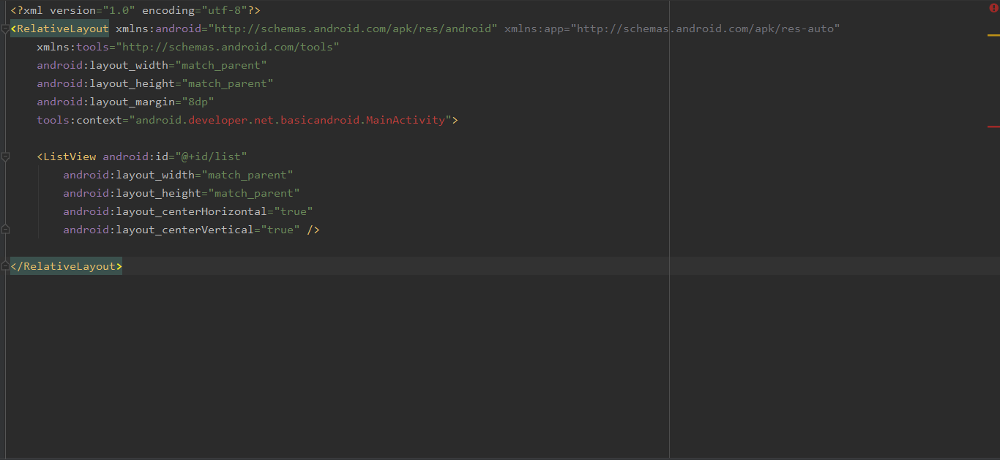 <?xml version="1.0" encoding="utf-8"?>
<RelativeLayout xmlns:android="http://schemas.android.com/apk/res/android" xmlns:app="http://schemas.android.com/apk/res-auto"
    xmlns:tools="http://schemas.android.com/tools"
    android:layout_width="match_parent"
    android:layout_height="match_parent"
    android:layout_margin="8dp"
    tools:context="android.developer.net.basicandroid.MainActivity">

    <ListView android:id="@+id/list"
        android:layout_width="match_parent"
        android:layout_height="match_parent"
        android:layout_centerHorizontal="true"
        android:layout_centerVertical="true" />

</RelativeLayout>